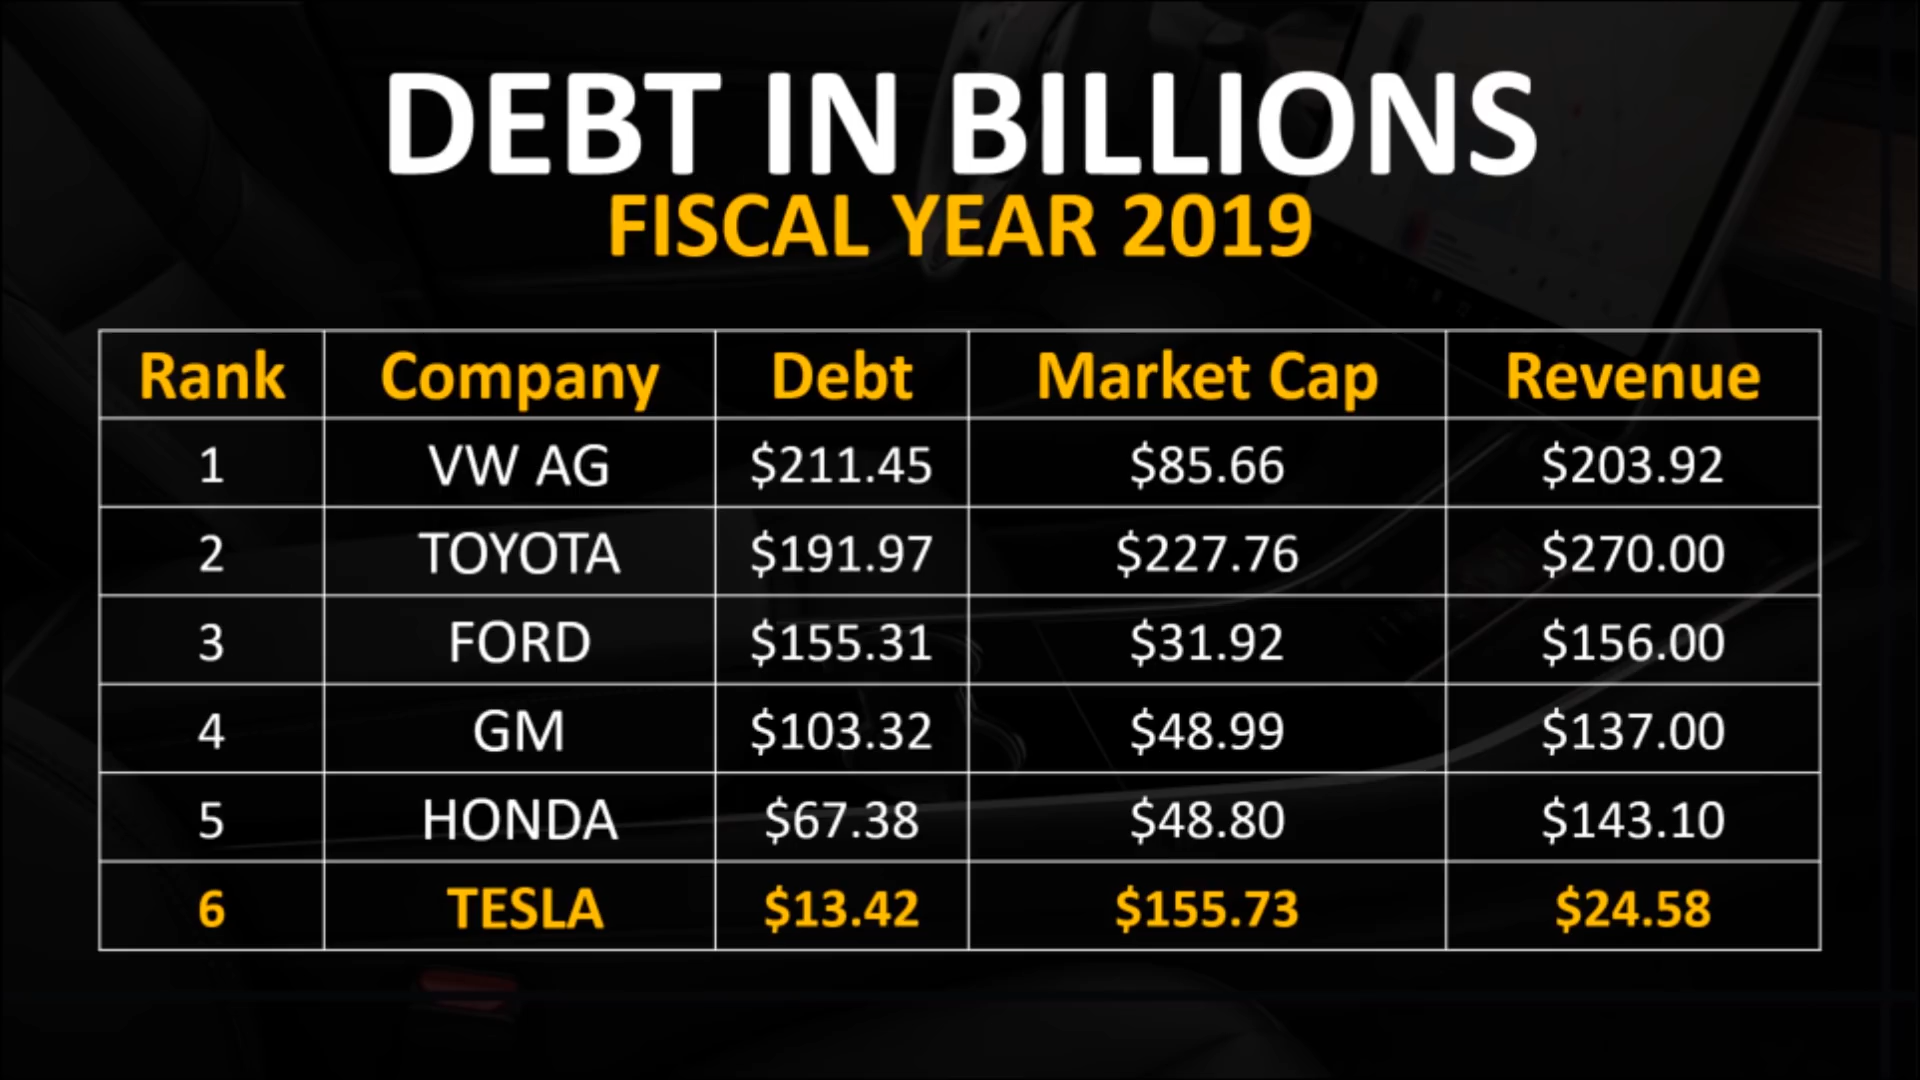 DEBT IN BILLIONS
FISCAL YEAR 2019
Rank Company Debt Market Cap Revenue
1 VW AG $211.45 $85.66 $203.92
2 TOYOTA $191.97 $227.76 $270.00
3 FORD $155.31 $31.92 $156.00
4 GM $103.32 $48.99 $137.00
5 HONDA $67.38 $48.80 $143.10
6 TESLA $13.42 $155.73 $24.58